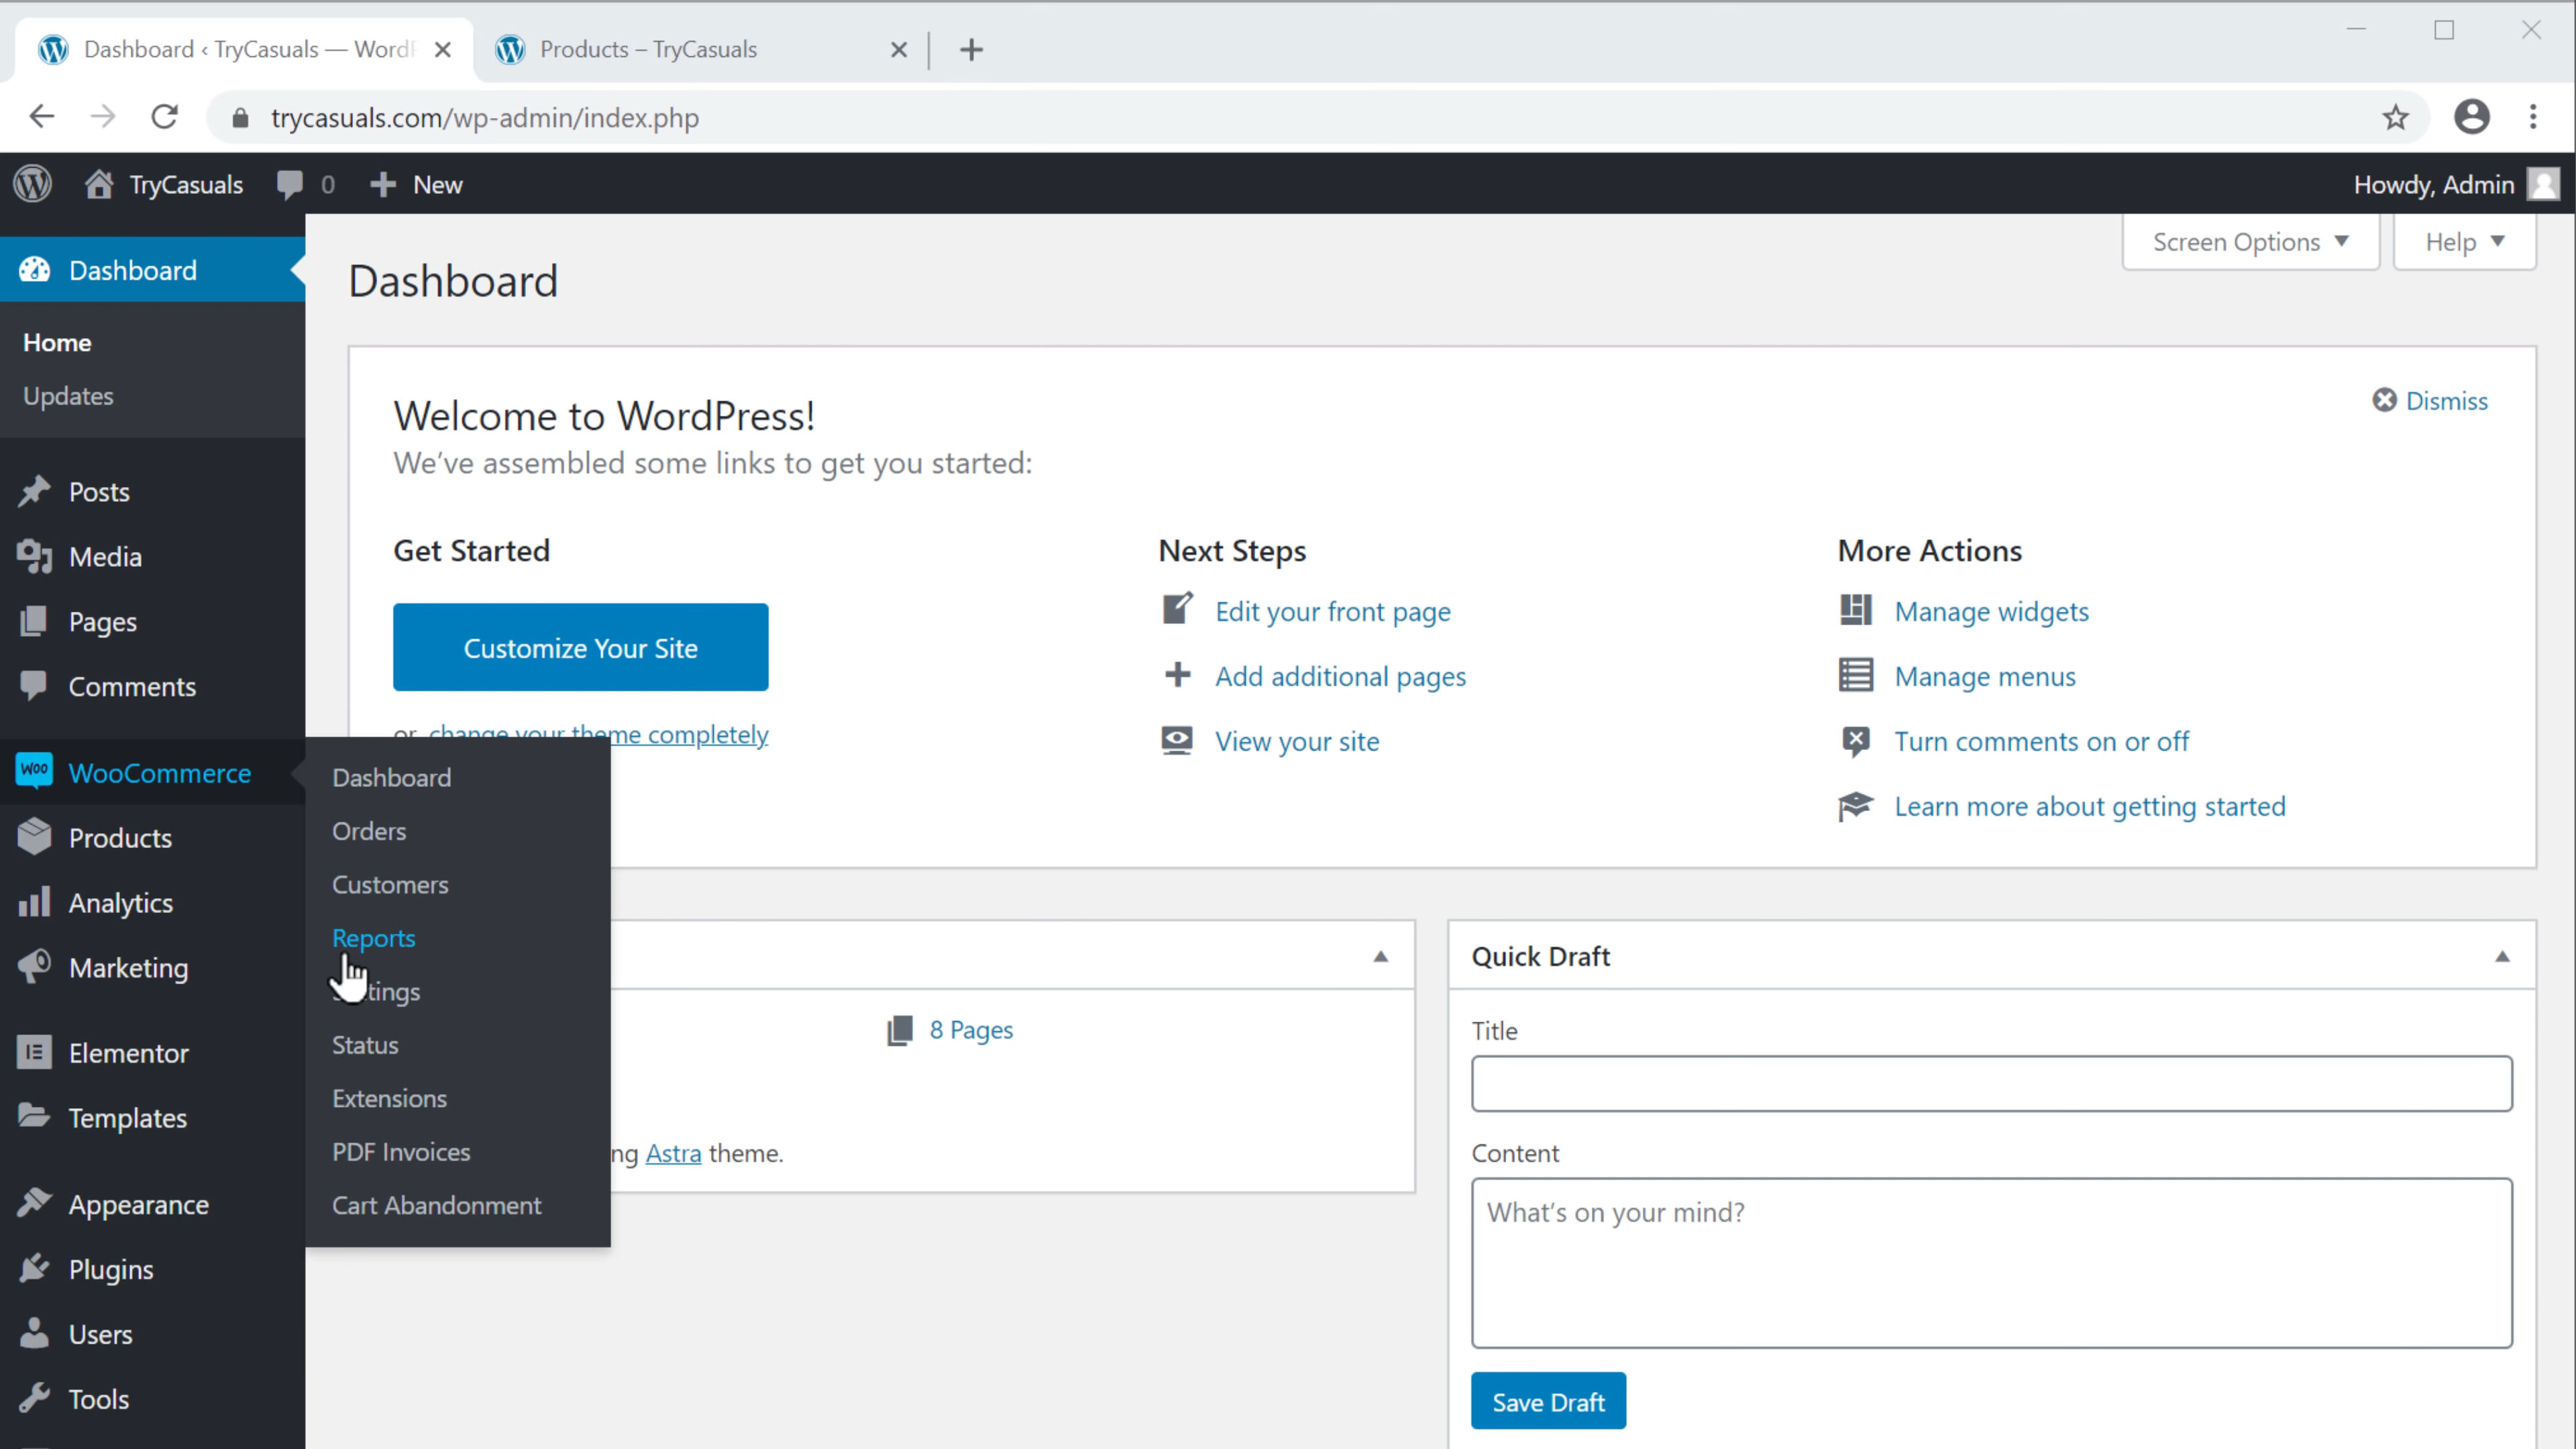 Dashboard ‹ TryCasuals — WordP
Products – TryCasuals
trycasuals.com/wp-admin/index.php
TryCasuals
0
New
Howdy, Admin
Screen Options
Help
Dashboard
Home
Updates
Posts
Media
Pages
Comments
WooCommerce
Products
Analytics
Marketing
Elementor
Templates
Appearance
Plugins
Users
Tools
Dashboard
Orders
Customers
Reports
Status
Extensions
PDF Invoices
Cart Abandonment
Dashboard
Welcome to WordPress!
Dismiss
We've assembled some links to get you started:
Get Started
Customize Your Site
or change your theme completely
Next Steps
Edit your front page
Add additional pages
View your site
More Actions
Manage widgets
Manage menus
Turn comments on or off
Learn more about getting started
8 Pages
ng Astra theme.
Quick Draft
Title
Content
What's on your mind?
Save Draft